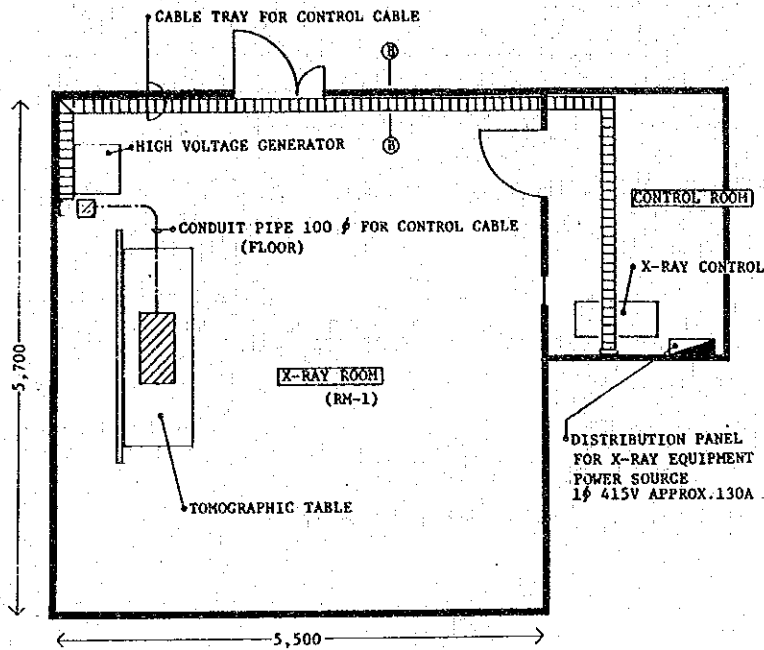 CABLE TRAY FOR CONTROL CABLE
B
B
HIGH VOLTAGE GENERATOR
CONTROL ROOM
CONDUIT PIPE 100 ∮ FOR CONTROL CABLE
(FLOOR)
X-RAY CONTROL
5,700
X-RAY ROOM
(RM-1)
DISTRIBUTION PANEL
FOR X-RAY EQUIPMENT
POWER SOURCE
1∮ 415V APPROX.130A
TOMOGRAPHIC TABLE
5,500